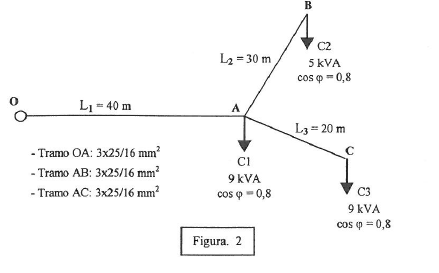 B
C2
5 kVA
cos φ = 0,8
L₂ = 30 m
O
L₁ = 40 m
A
L₃ = 20 m
C
- Tramo OA: 3x25/16 mm²
- Tramo AB: 3x25/16 mm²
- Tramo AC: 3x25/16 mm²
C1
9 kVA
cos φ = 0,8
C3
9 kVA
cos φ = 0,8
Figura. 2